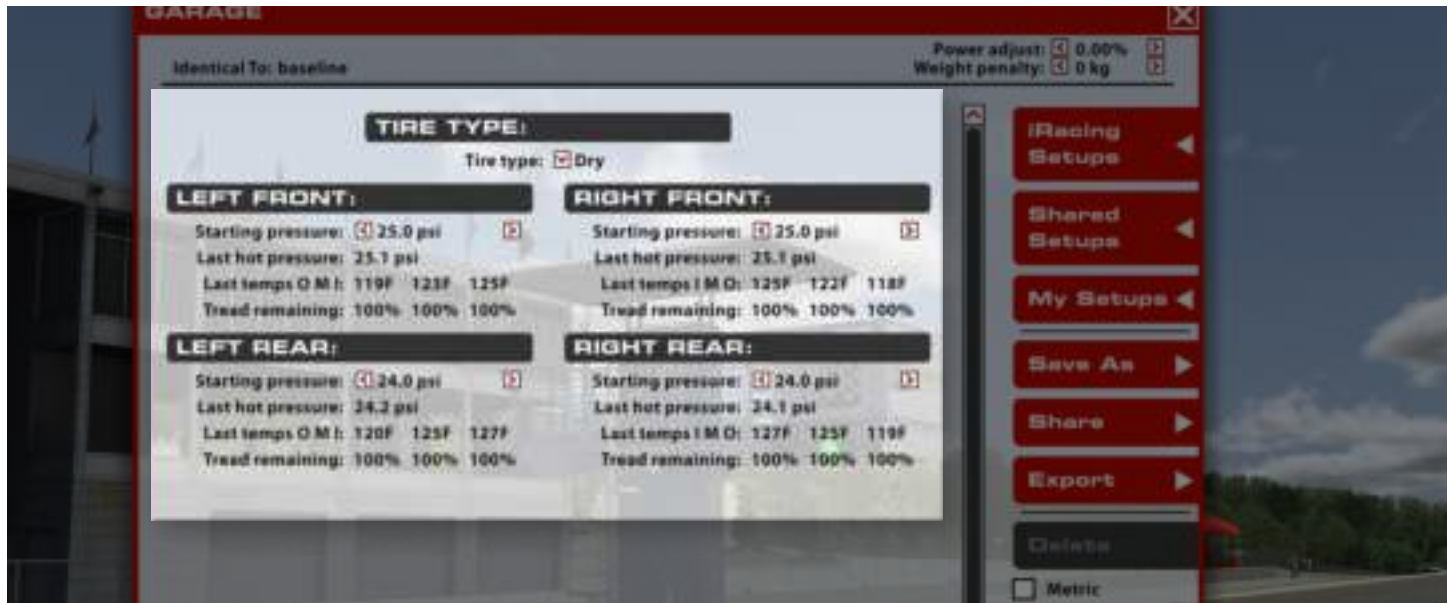 GARAGE
Identical To: baseline
Power adjust: 0.00%
Weight penalty: 0 kg
TIRE TYPE:
Tire type: Dry
LEFT FRONT:
Starting pressure: 25.0 psi
Last hot pressure: 25.1 psi
Last temps O M I: 119F 123F 125F
Tread remaining: 100% 100% 100%
RIGHT FRONT:
Starting pressure: 25.0 psi
Last hot pressure: 25.1 psi
Last temps I M O: 125F 122F 118F
Tread remaining: 100% 100% 100%
LEFT REAR:
Starting pressure: 24.0 psi
Last hot pressure: 24.2 psi
Last temps O M I: 120F 125F 127F
Tread remaining: 100% 100% 100%
RIGHT REAR:
Starting pressure: 24.0 psi
Last hot pressure: 24.1 psi
Last temps I M O: 127F 125F 119F
Tread remaining: 100% 100% 100%
iRacing
Setups
Shared
Setups
My Setups
Save As
Share
Export
Delete
Metric